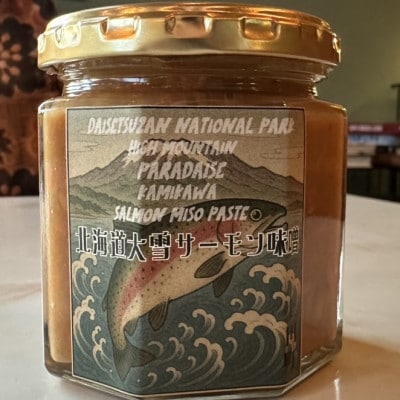 DAISETSUZAN NATIONAL PARK
HIGH MOUNTAIN
PARADAISE
KAMIKAWA
SALMON MISO PASTE
北海道大雪サーモン味噌